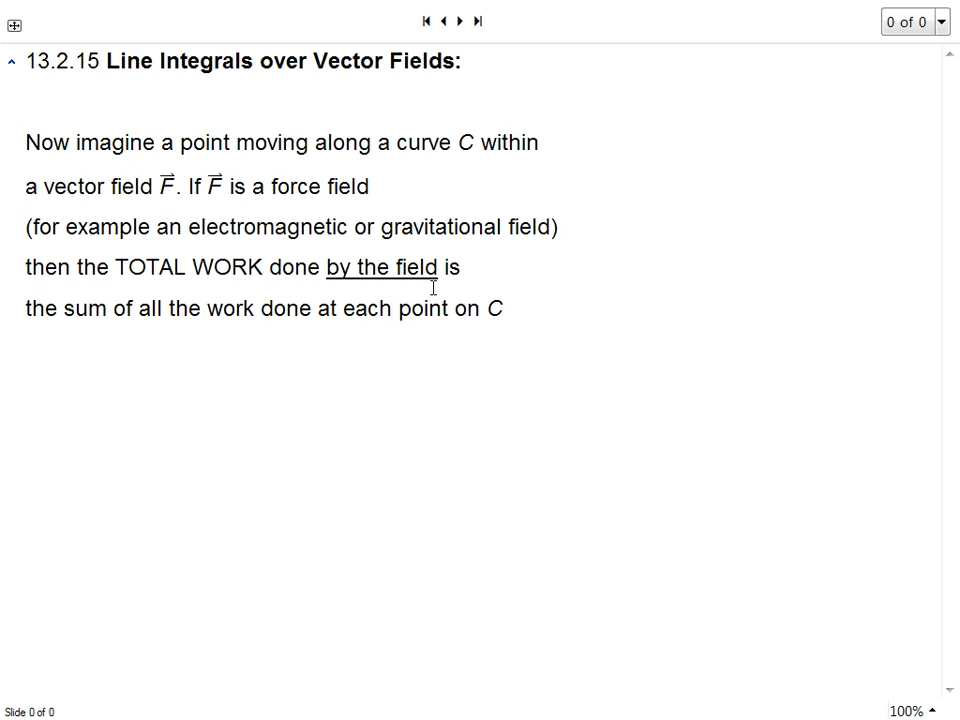 0 of 0
13.2.15 Line Integrals over Vector Fields:
Now imagine a point moving along a curve C within
a vector field F⃗. If F⃗ is a force field
(for example an electromagnetic or gravitational field)
then the TOTAL WORK done by the field is
the sum of all the work done at each point on C
Slide 0 of 0
100%